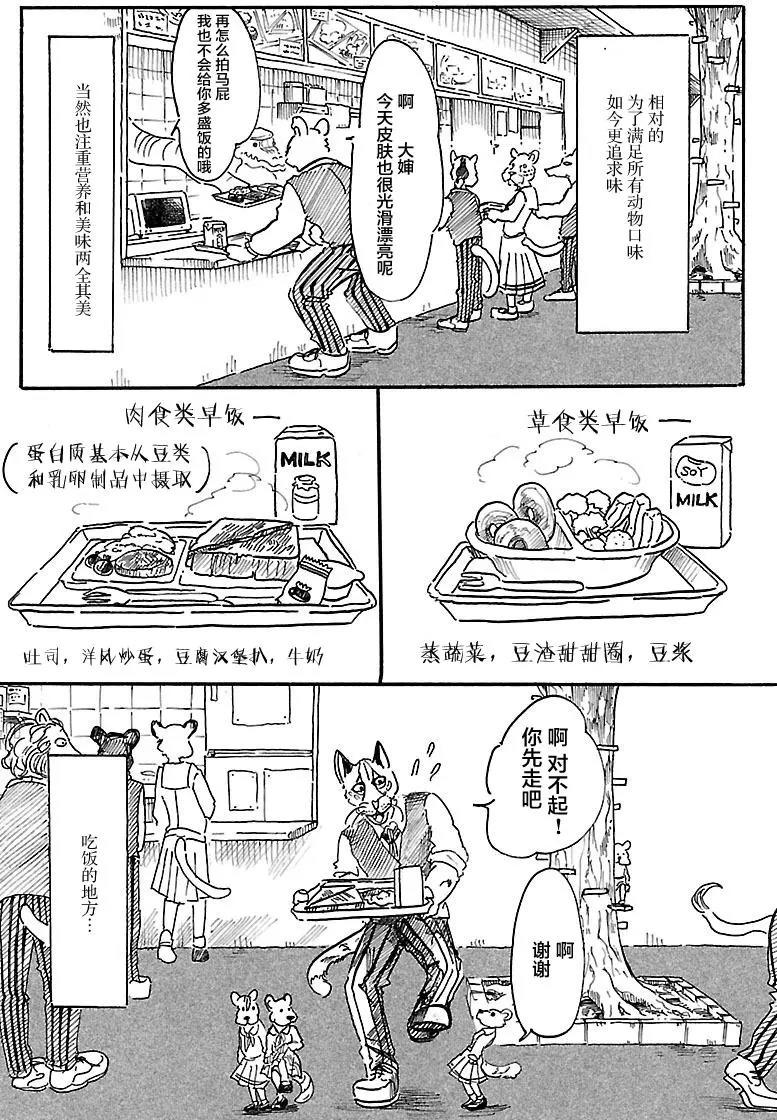 相对的
为了满足所有动物口味
如今更追求味
啊 大婶
今天皮肤也很光滑漂亮呢
再怎么拍马屁
我也不会给你多盛饭的哦
当然也注重营养和美味两全其美
草食类早饭一
SOY
MILK
蒸蔬菜，豆渣甜甜圈，豆浆
肉食类早饭一
（蛋白质基本从豆类
和乳卵制品中摄取）
MILK
吐司，洋风炒蛋，豆腐汉堡扒，牛奶
啊 对不起！
你先走吧
啊
谢谢
吃饭的地方…